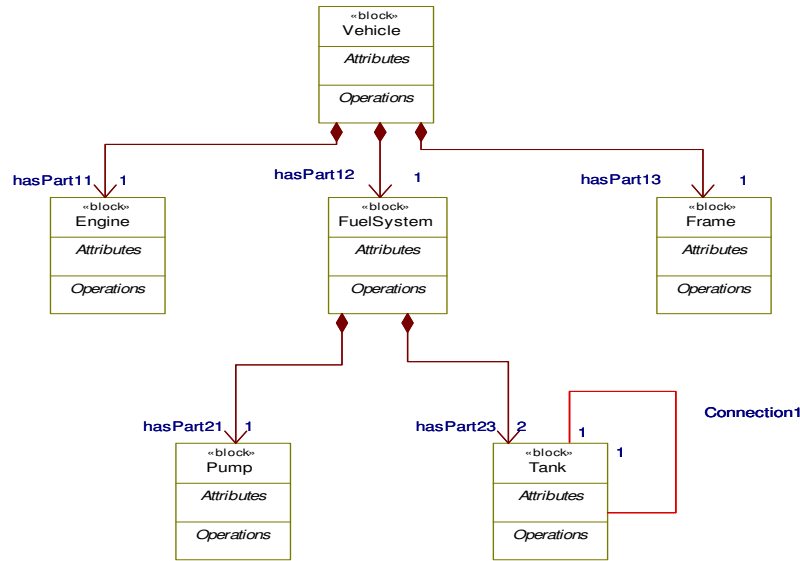 «block»
Vehicle
Attributes
Operations
hasPart11
1
hasPart12
1
hasPart13
1
«block»
Engine
Attributes
Operations
«block»
FuelSystem
Attributes
Operations
«block»
Frame
Attributes
Operations
hasPart21
1
hasPart23
2
1
1
Connection1
«block»
Pump
Attributes
Operations
«block»
Tank
Attributes
Operations